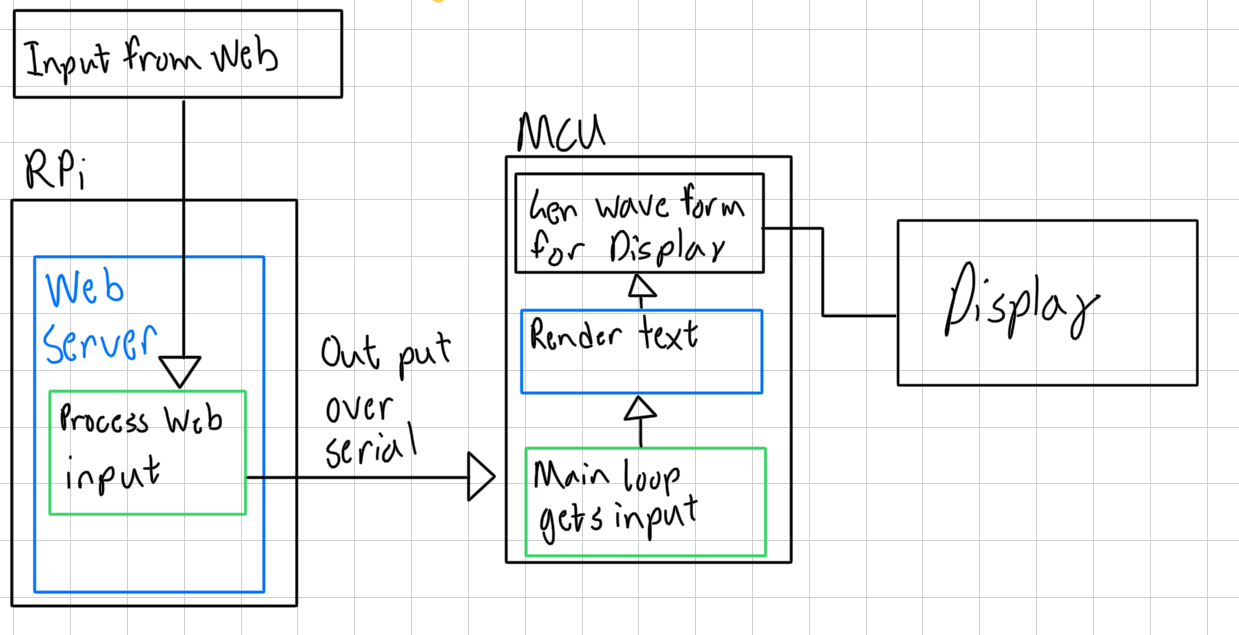 Input from Web
RPi
Web
Server
Process Web
input
Out put
over
serial
MCU
Gen wave form
for Display
Render text
Main loop
gets input
Display